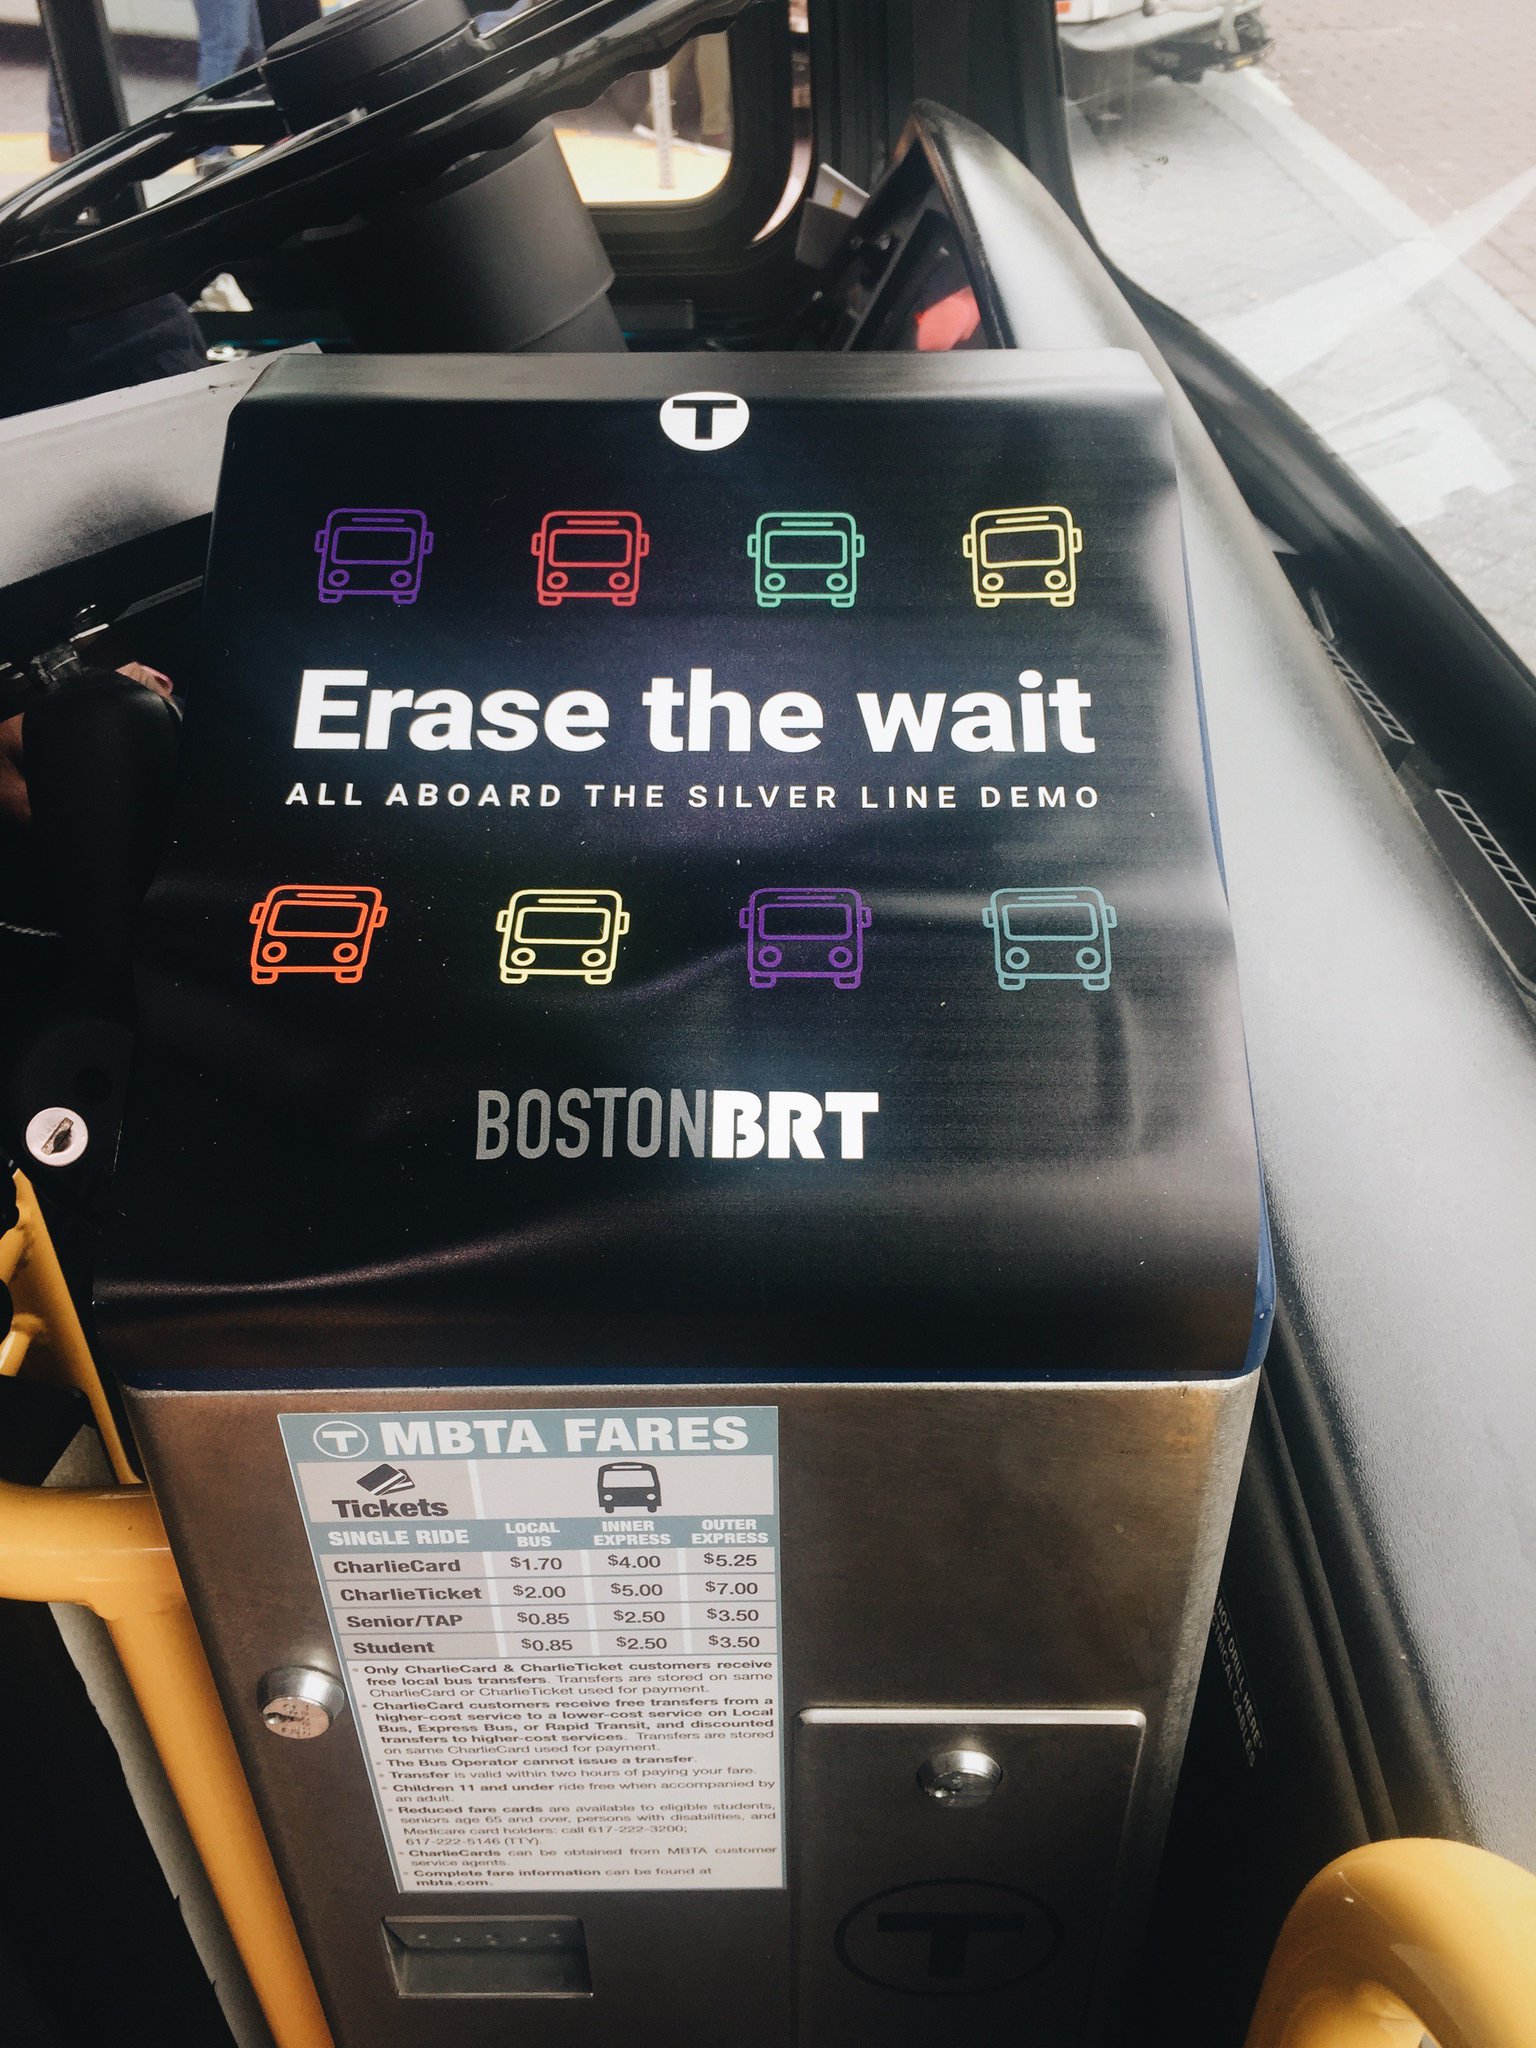 T
Erase the wait
ALL ABOARD THE SILVER LINE DEMO
BOSTONBRT
T MBTA FARES
Tickets
SINGLE RIDE LOCAL BUS INNER EXPRESS OUTER EXPRESS
CharlieCard $1.70 $4.00 $5.25
CharlieTicket $2.00 $5.00 $7.00
Senior/TAP $0.85 $2.50 $3.50
Student $0.85 $2.50 $3.50
• Only CharlieCard & CharlieTicket customers receive
free local bus transfers. Transfers are stored on same
CharlieCard or CharlieTicket used for payment.
• CharlieCard customers receive free transfers from a
higher-cost service to a lower-cost service on Local
Bus, Express Bus, or Rapid Transit, and discounted
transfers to higher-cost services. Transfers are stored
on same CharlieCard used for payment.
• The Bus Operator cannot issue a transfer.
• Transfer is valid within two hours of paying your fare.
• Children 11 and under ride free when accompanied by
an adult.
• Reduced fare cards are available to eligible students,
seniors age 65 and over, persons with disabilities, and
Medicare card holders: call 617-222-3200;
617-222-5146 (TTY).
• CharlieCards can be obtained from MBTA customer
service agents.
• Complete fare information can be found at
mbta.com.
T
NOT DRILL HERE"
CABLES